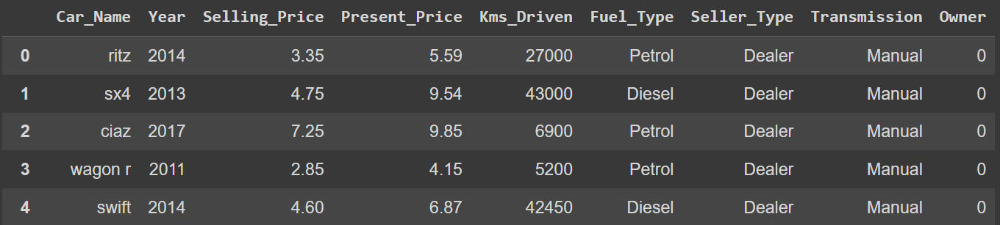 Car_Name Year Selling_Price Present_Price Kms_Driven Fuel_Type Seller_Type Transmission Owner
0 ritz 2014 3.35 5.59 27000 Petrol Dealer Manual 0
1 sx4 2013 4.75 9.54 43000 Diesel Dealer Manual 0
2 ciaz 2017 7.25 9.85 6900 Petrol Dealer Manual 0
3 wagon r 2011 2.85 4.15 5200 Petrol Dealer Manual 0
4 swift 2014 4.60 6.87 42450 Diesel Dealer Manual 0